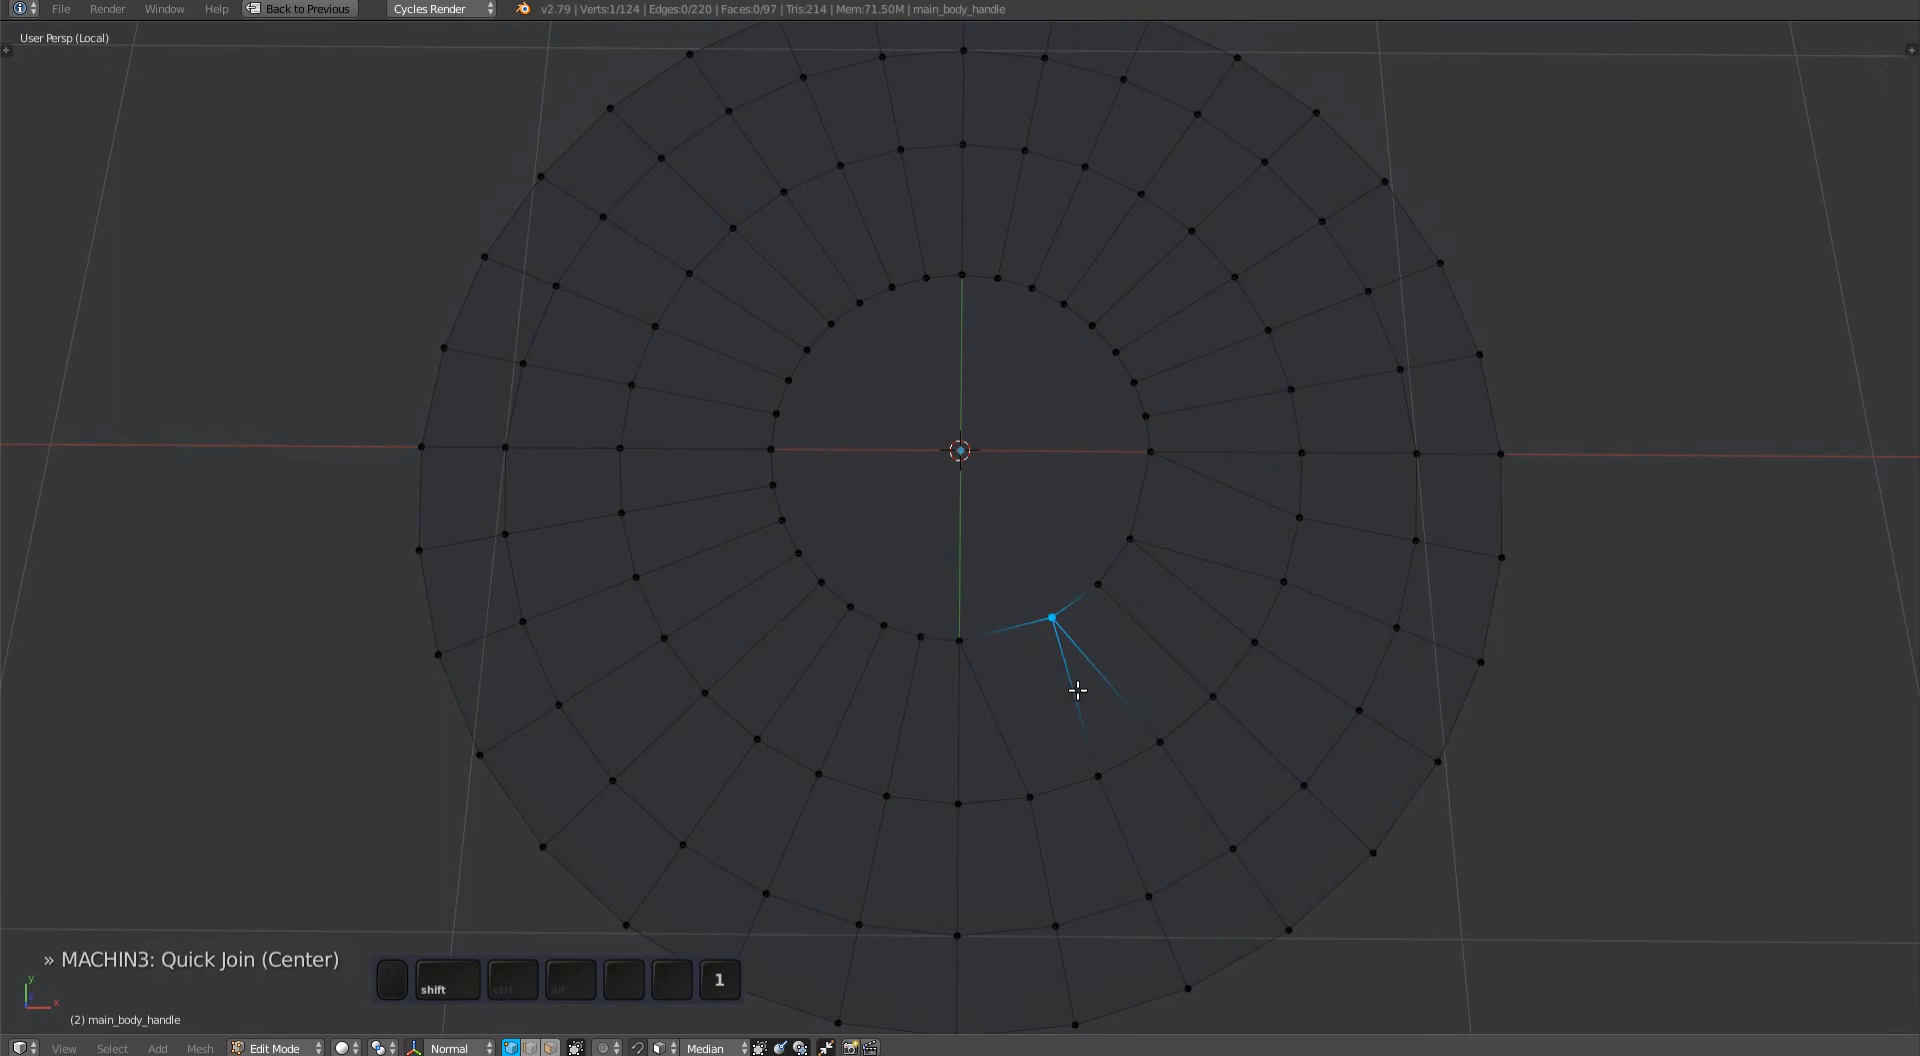 File Render Window Help Back to Previous Cycles Render v2.79 | Verts:1/124 | Edges:0/220 | Faces:0/97 | Tris:214 | Mem:71.50M | main_body_handle
User Persp (Local)
» MACHIN3: Quick Join (Center)
shift ctrl alt 1
y
z
x
(2) main_body_handle
View Select Add Mesh Edit Mode Normal Median